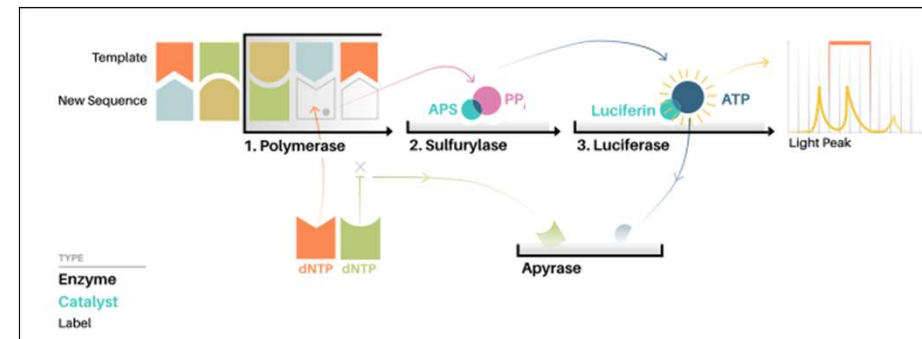 Template
New Sequence
APS
PPi
Luciferin
ATP
1. Polymerase
2. Sulfurylase
3. Luciferase
Light Peak
dNTP
dNTP
Apyrase
TYPE
Enzyme
Catalyst
Label